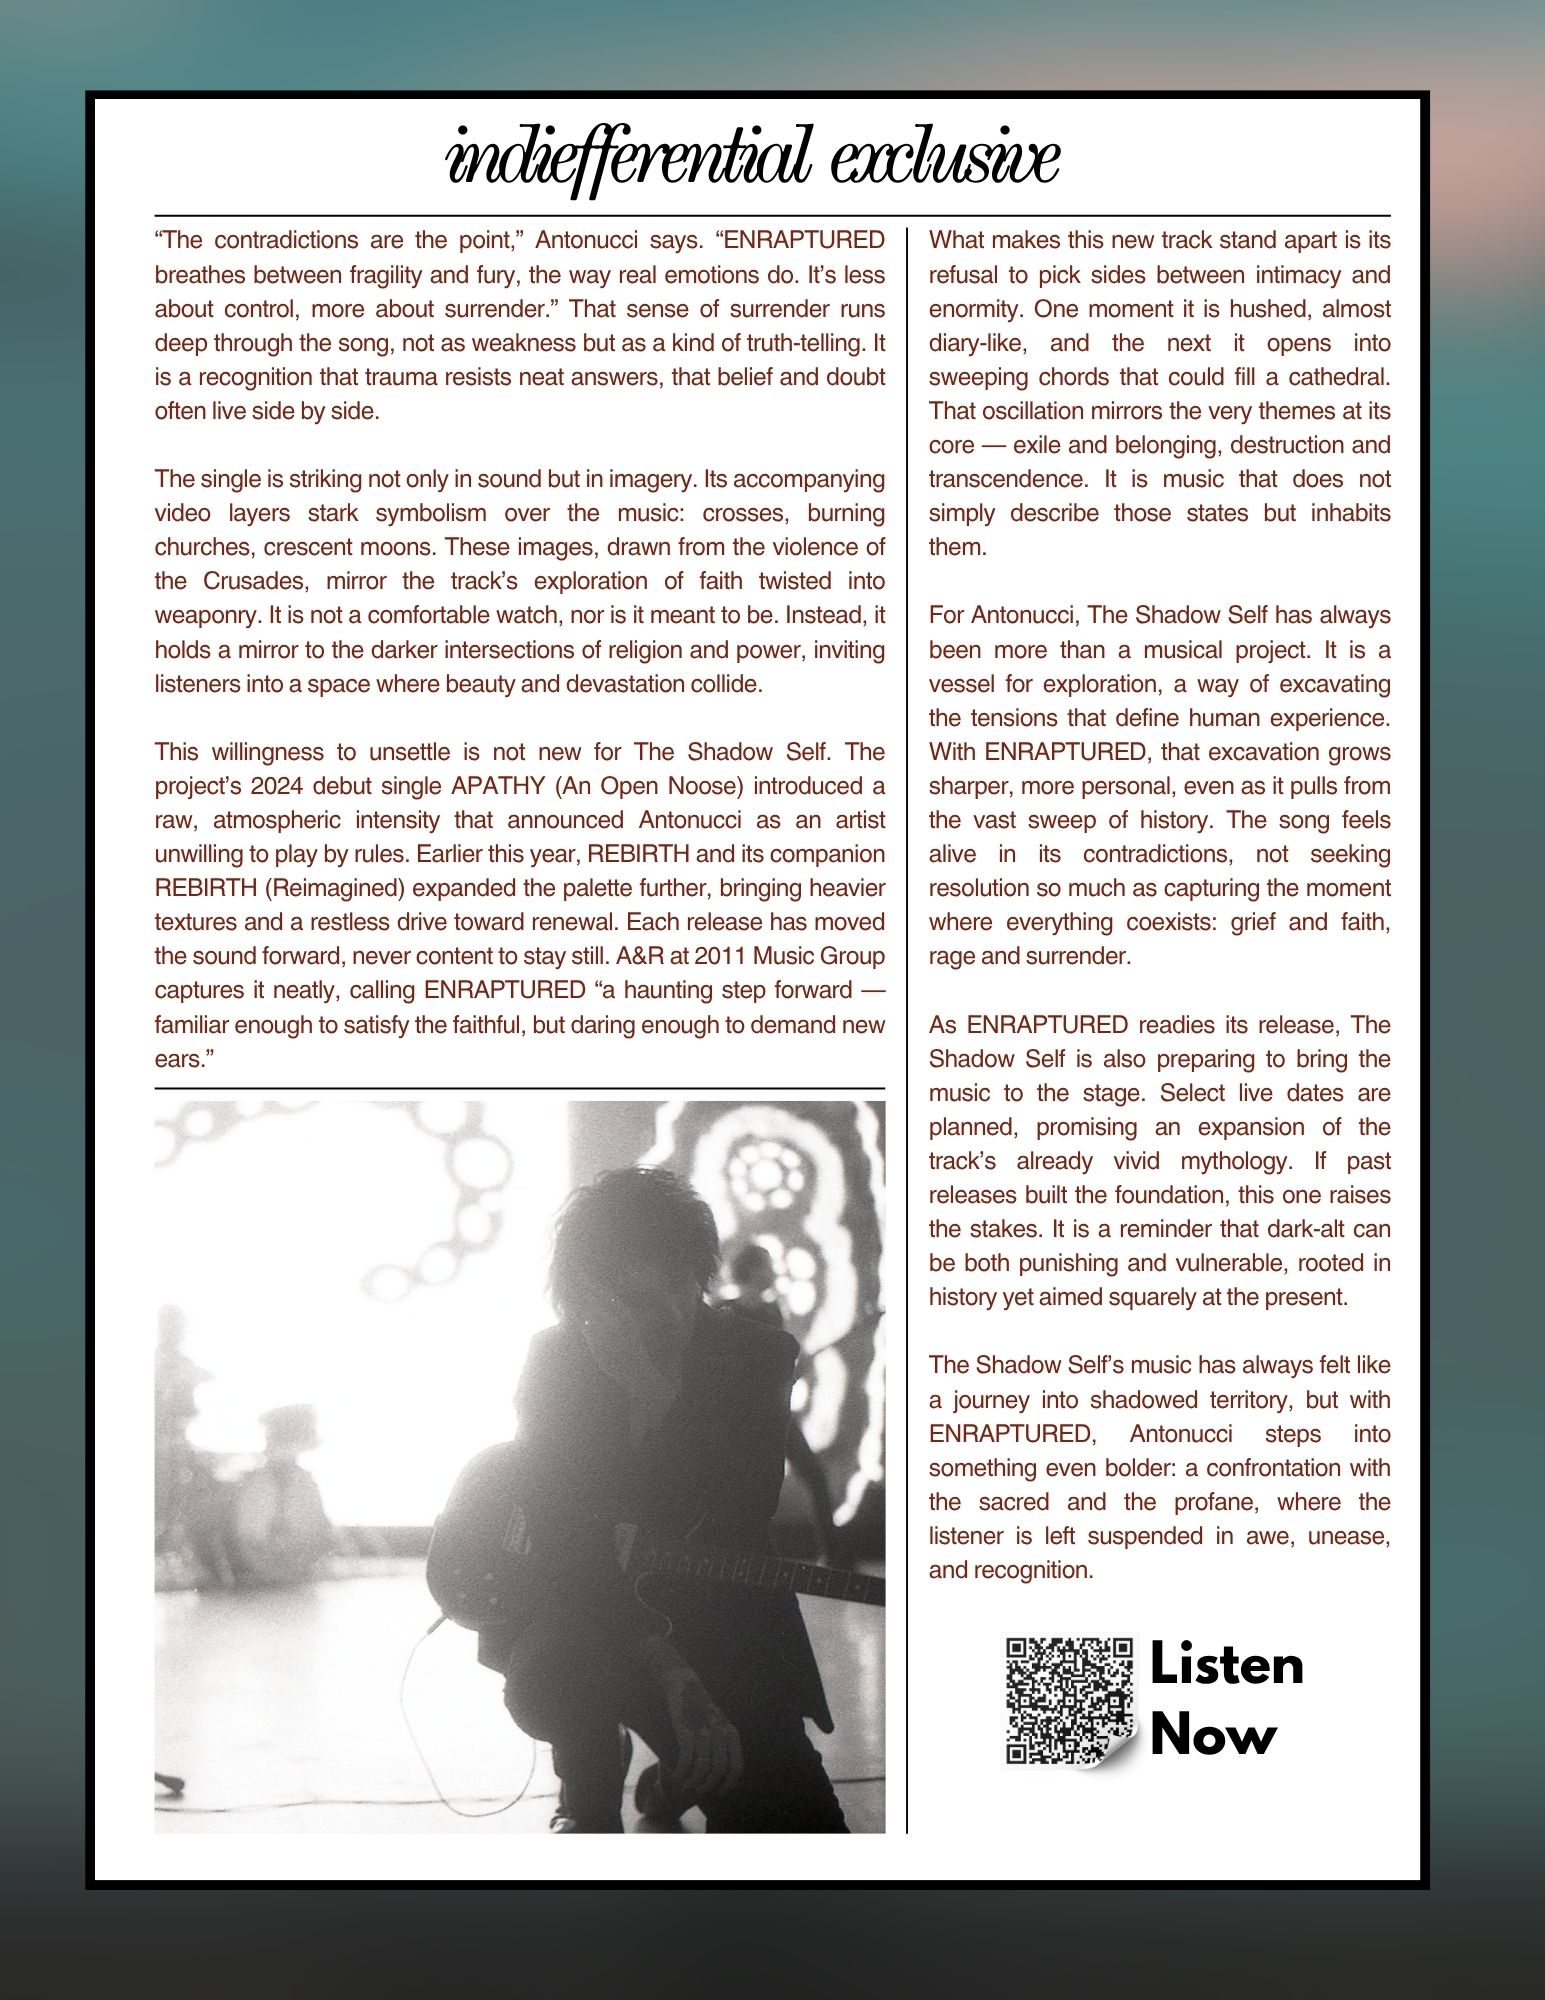 indiefferential exclusive
“The contradictions are the point,” Antonucci says. “ENRAPTURED
breathes between fragility and fury, the way real emotions do. It’s less
about control, more about surrender.” That sense of surrender runs
deep through the song, not as weakness but as a kind of truth-telling. It
is a recognition that trauma resists neat answers, that belief and doubt
often live side by side.
The single is striking not only in sound but in imagery. Its accompanying
video layers stark symbolism over the music: crosses, burning
churches, crescent moons. These images, drawn from the violence of
the Crusades, mirror the track’s exploration of faith twisted into
weaponry. It is not a comfortable watch, nor is it meant to be. Instead, it
holds a mirror to the darker intersections of religion and power, inviting
listeners into a space where beauty and devastation collide.
This willingness to unsettle is not new for The Shadow Self. The
project’s 2024 debut single APATHY (An Open Noose) introduced a
raw, atmospheric intensity that announced Antonucci as an artist
unwilling to play by rules. Earlier this year, REBIRTH and its companion
REBIRTH (Reimagined) expanded the palette further, bringing heavier
textures and a restless drive toward renewal. Each release has moved
the sound forward, never content to stay still. A&R at 2011 Music Group
captures it neatly, calling ENRAPTURED “a haunting step forward —
familiar enough to satisfy the faithful, but daring enough to demand new
ears.”
What makes this new track stand apart is its
refusal to pick sides between intimacy and
enormity. One moment it is hushed, almost
diary-like, and the next it opens into
sweeping chords that could fill a cathedral.
That oscillation mirrors the very themes at its
core — exile and belonging, destruction and
transcendence. It is music that does not
simply describe those states but inhabits
them.
For Antonucci, The Shadow Self has always
been more than a musical project. It is a
vessel for exploration, a way of excavating
the tensions that define human experience.
With ENRAPTURED, that excavation grows
sharper, more personal, even as it pulls from
the vast sweep of history. The song feels
alive in its contradictions, not seeking
resolution so much as capturing the moment
where everything coexists: grief and faith,
rage and surrender.
As ENRAPTURED readies its release, The
Shadow Self is also preparing to bring the
music to the stage. Select live dates are
planned, promising an expansion of the
track’s already vivid mythology. If past
releases built the foundation, this one raises
the stakes. It is a reminder that dark-alt can
be both punishing and vulnerable, rooted in
history yet aimed squarely at the present.
The Shadow Self’s music has always felt like
a journey into shadowed territory, but with
ENRAPTURED, Antonucci steps into
something even bolder: a confrontation with
the sacred and the profane, where the
listener is left suspended in awe, unease,
and recognition.
Listen
Now